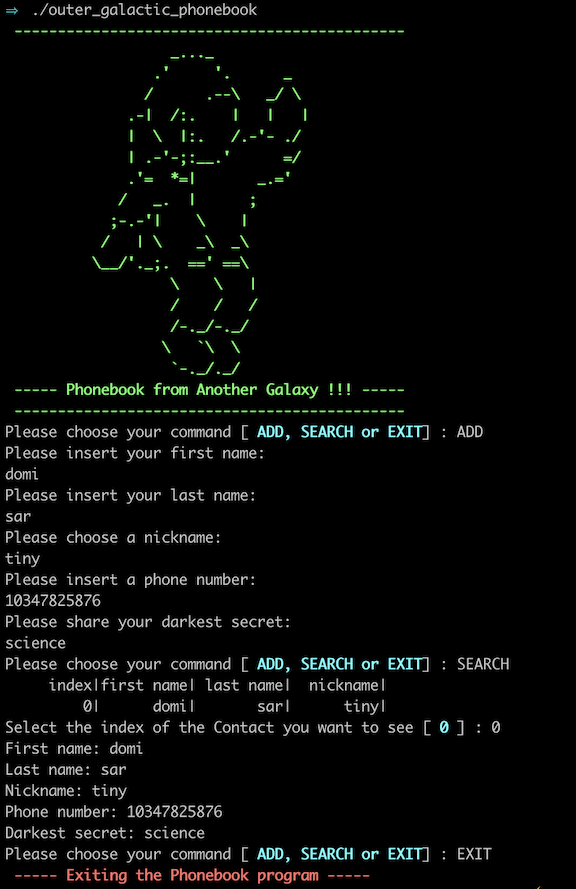 ⇒ ./outer_galactic_phonebook
----- Phonebook from Another Galaxy !!! -----
Please choose your command [ ADD, SEARCH or EXIT] : ADD
Please insert your first name:
domi
Please insert your last name:
sar
Please choose a nickname:
tiny
Please insert a phone number:
10347825876
Please share your darkest secret:
science
Please choose your command [ ADD, SEARCH or EXIT] : SEARCH
     index|first name| last name|  nickname|
         0|      domi|       sar|      tiny|
Select the index of the Contact you want to see [ 0 ] : 0
First name: domi
Last name: sar
Nickname: tiny
Phone number: 10347825876
Darkest secret: science
Please choose your command [ ADD, SEARCH or EXIT] : EXIT
----- Exiting the Phonebook program -----